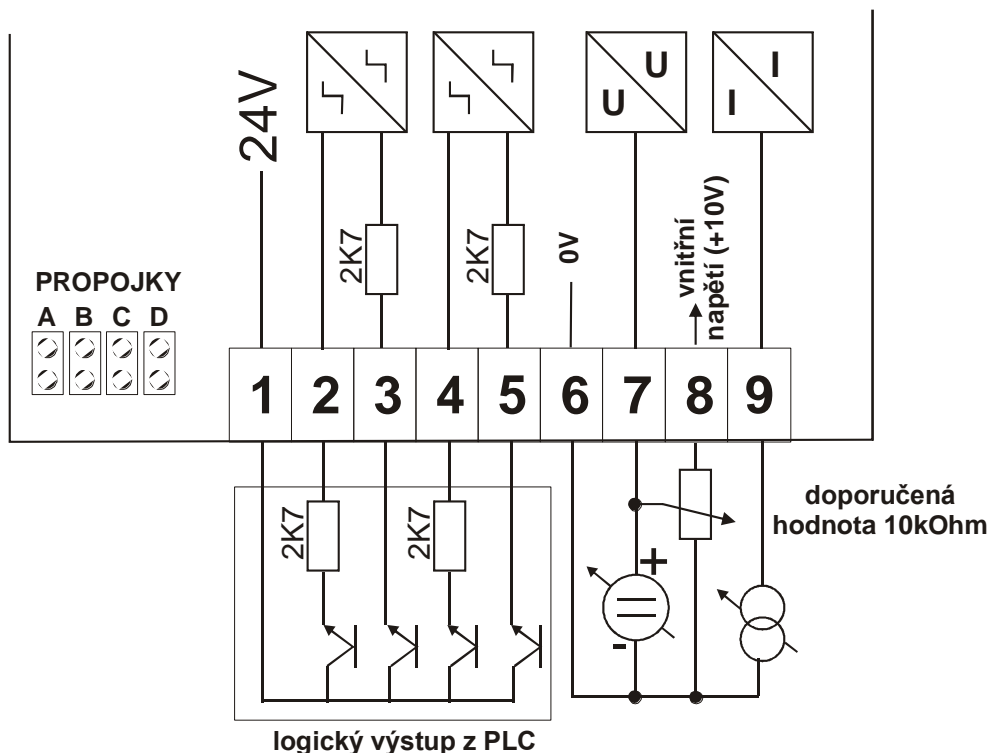 24V
U
U
I
I
2K7
2K7
0V
vnitřní
napětí (+10V)
PROPOJKY
A B C D
1 2 3 4 5 6 7 8 9
2K7
2K7
+
-
doporučená
hodnota 10kOhm
logický výstup z PLC